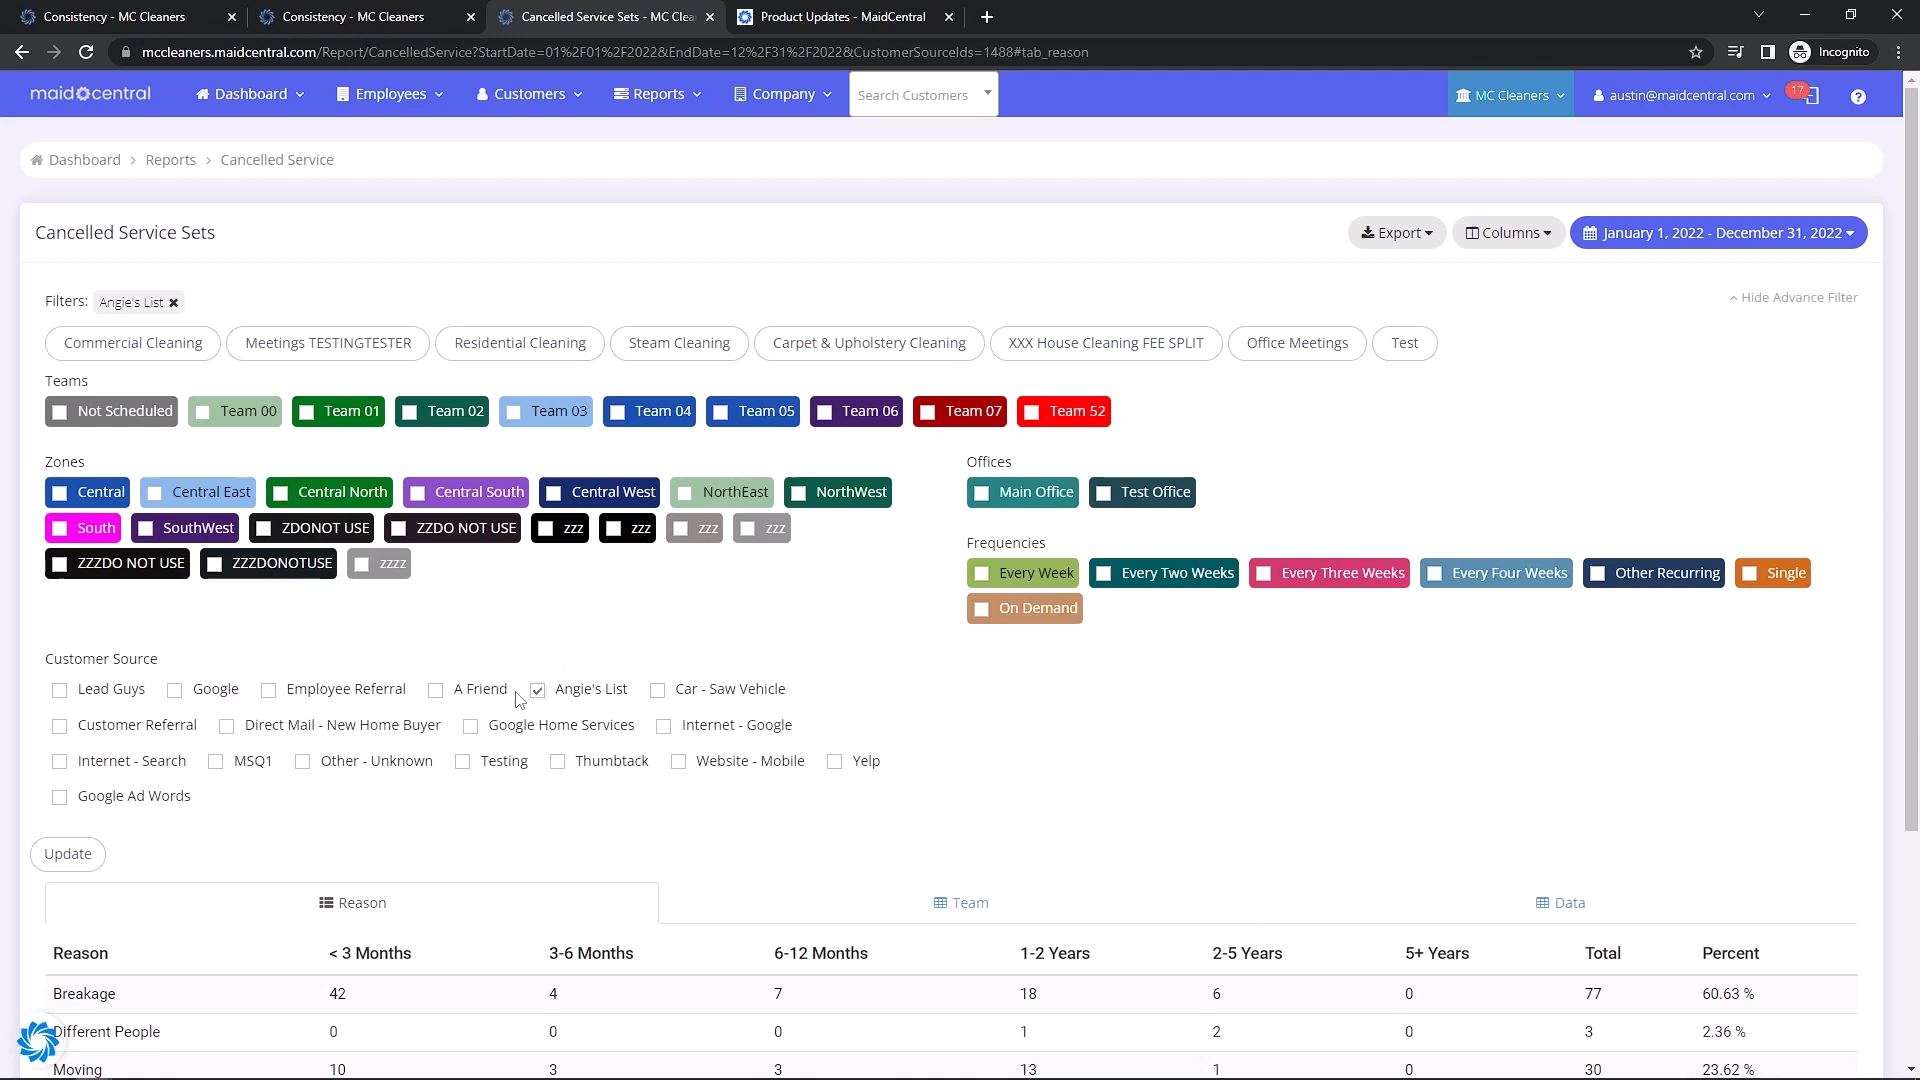 Consistency - MC Cleaners
Consistency - MC Cleaners
Cancelled Service Sets - MC Clea
Product Updates - MaidCentral
mccleaners.maidcentral.com/Report/CancelledService?StartDate=01%2F01%2F2022&EndDate=12%2F31%2F2022&CustomerSourceIds=1488#tab_reason
Incognito
maidcentral Dashboard Employees Customers Reports Company Search Customers MC Cleaners austin@maidcentral.com 17 ?
Dashboard > Reports > Cancelled Service
Cancelled Service Sets Export Columns January 1, 2022 - December 31, 2022
Filters: Angie's List Hide Advance Filter
Commercial Cleaning Meetings TESTINGTESTER Residential Cleaning Steam Cleaning Carpet & Upholstery Cleaning XXX House Cleaning FEE SPLIT Office Meetings Test
Teams
Not Scheduled Team 00 Team 01 Team 02 Team 03 Team 04 Team 05 Team 06 Team 07 Team 52
Zones
Central Central East Central North Central South Central West NorthEast NorthWest
South SouthWest ZDONOT USE ZZDO NOT USE zzz zzz zzz zzz
ZZZDO NOT USE ZZZDONOTUSE zzzz
Offices
Main Office Test Office
Frequencies
Every Week Every Two Weeks Every Three Weeks Every Four Weeks Other Recurring Single
On Demand
Customer Source
Lead Guys Google Employee Referral A Friend Angie's List Car - Saw Vehicle
Customer Referral Direct Mail - New Home Buyer Google Home Services Internet - Google
Internet - Search MSQ1 Other - Unknown Testing Thumbtack Website - Mobile Yelp
Google Ad Words
Update
Reason Team Data
Reason < 3 Months 3-6 Months 6-12 Months 1-2 Years 2-5 Years 5+ Years Total Percent
Breakage 42 4 7 18 6 0 77 60.63 %
Different People 0 0 0 1 2 0 3 2.36 %
Moving 10 3 3 13 1 0 30 23.62 %